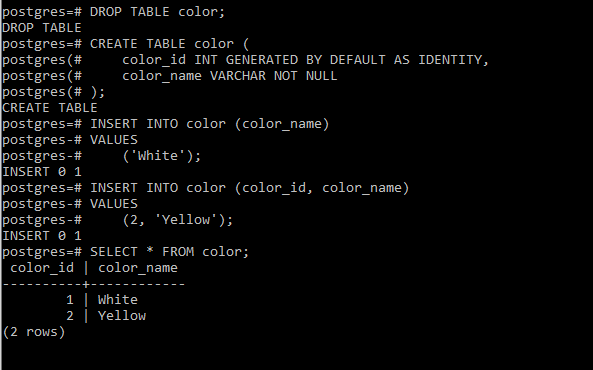 postgres=# DROP TABLE color;
DROP TABLE
postgres=# CREATE TABLE color (
postgres(#     color_id INT GENERATED BY DEFAULT AS IDENTITY,
postgres(#     color_name VARCHAR NOT NULL
postgres(# );
CREATE TABLE
postgres=# INSERT INTO color (color_name)
postgres-# VALUES
postgres-#     ('White');
INSERT 0 1
postgres=# INSERT INTO color (color_id, color_name)
postgres-# VALUES
postgres-#     (2, 'Yellow');
INSERT 0 1
postgres=# SELECT * FROM color;
 color_id | color_name
----------+------------
        1 | White
        2 | Yellow
(2 rows)